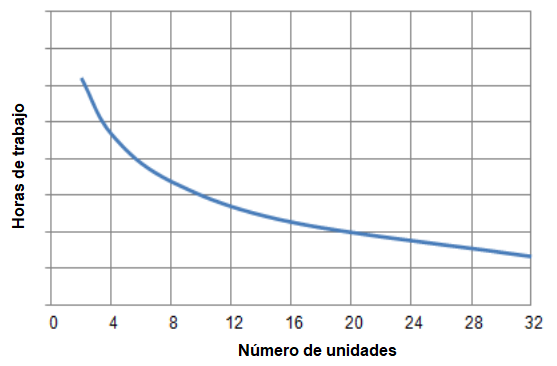 Horas de trabajo
0 4 8 12 16 20 24 28 32
Número de unidades